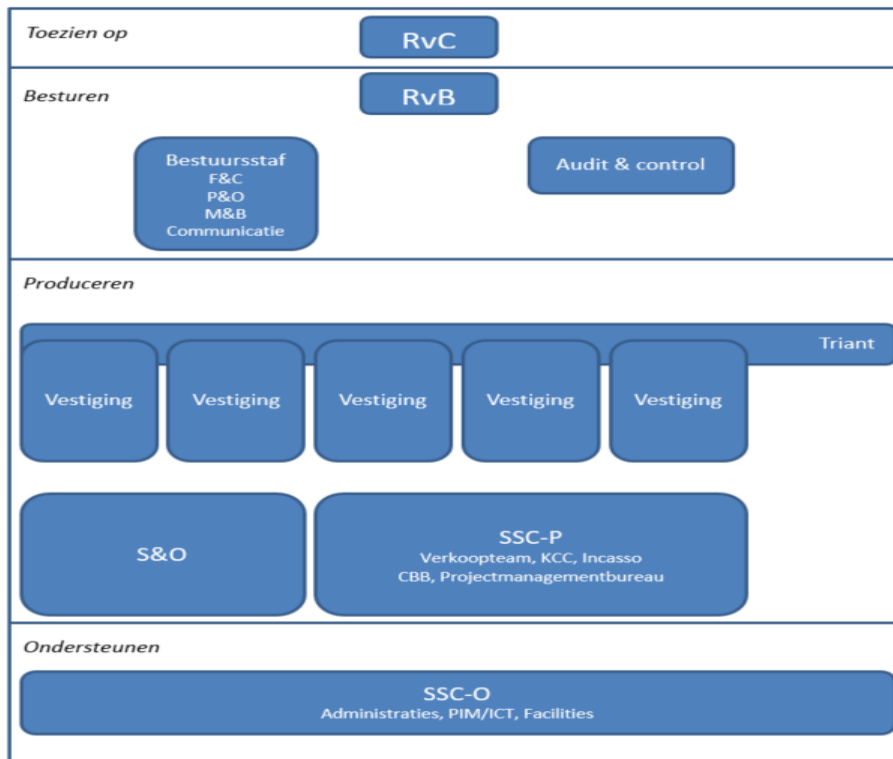 Toezien op
RvC
Besturen
RvB
Bestuursstaf
F&C
P&O
M&B
Communicatie
Audit & control
Produceren
Triant
Vestiging
Vestiging
Vestiging
Vestiging
Vestiging
S&O
SSC-P
Verkoopteam, KCC, Incasso
CBB, Projectmanagementbureau
Ondersteunen
SSC-O
Administraties, PIM/ICT, Facilities